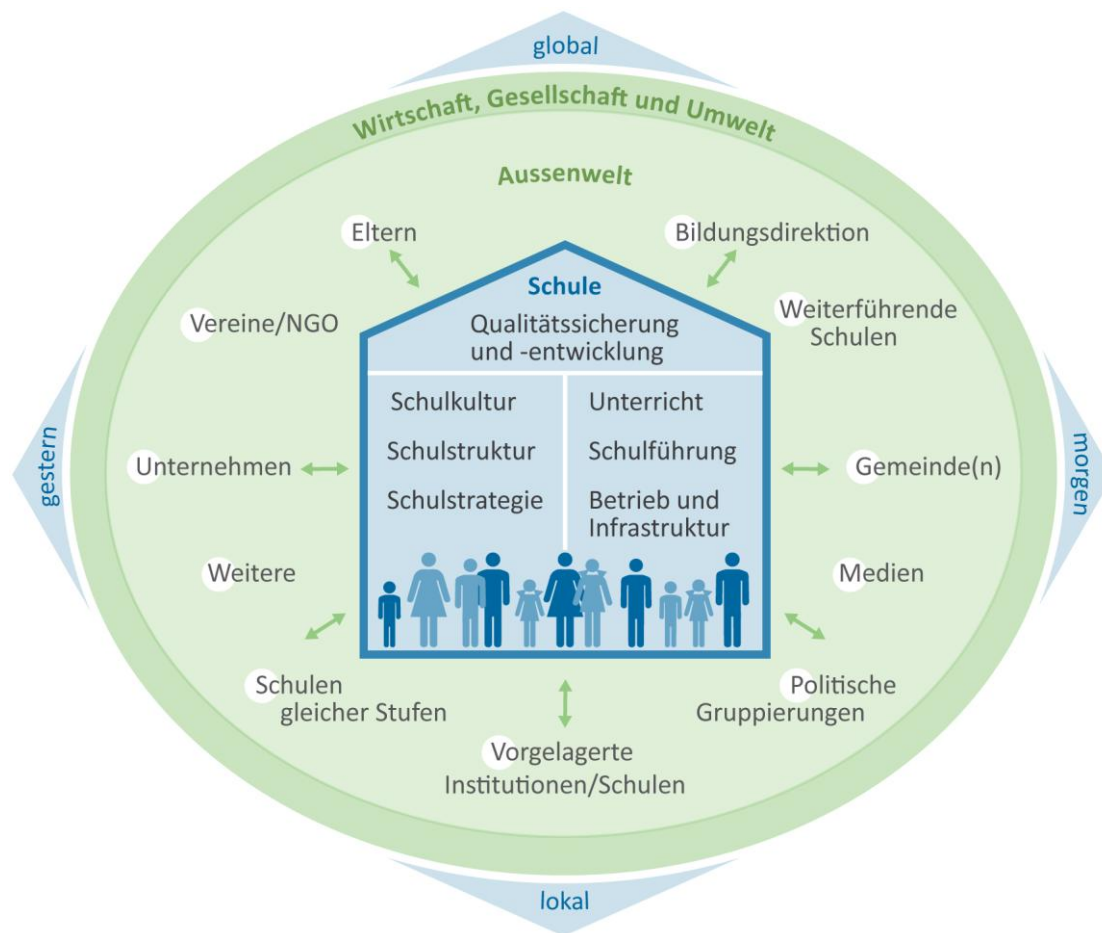 global
Wirtschaft, Gesellschaft und Umwelt
Aussenwelt
Eltern
Bildungsdirektion
Vereine/NGO
Weiterführende
Schulen
Schule
Qualitätssicherung
und -entwicklung
Schulkultur
Schulstruktur
Schulstrategie
Unterricht
Schulführung
Betrieb und
Infrastruktur
gestern
Unternehmen
Gemeinde(n)
morgen
Weitere
Medien
Schulen
gleicher Stufen
Politische
Gruppierungen
Vorgelagerte
Institutionen/Schulen
lokal